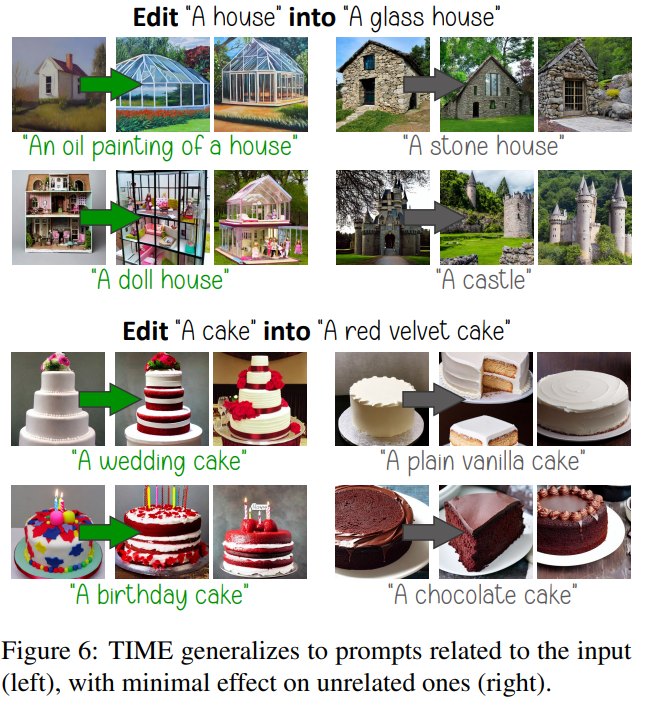 Edit "A house" into "A glass house"
"An oil painting of a house"
"A stone house"
"A doll house"
"A castle"
Edit "A cake" into "A red velvet cake"
"A wedding cake"
"A plain vanilla cake"
"A birthday cake"
"A chocolate cake"
Figure 6: TIME generalizes to prompts related to the input
(left), with minimal effect on unrelated ones (right).